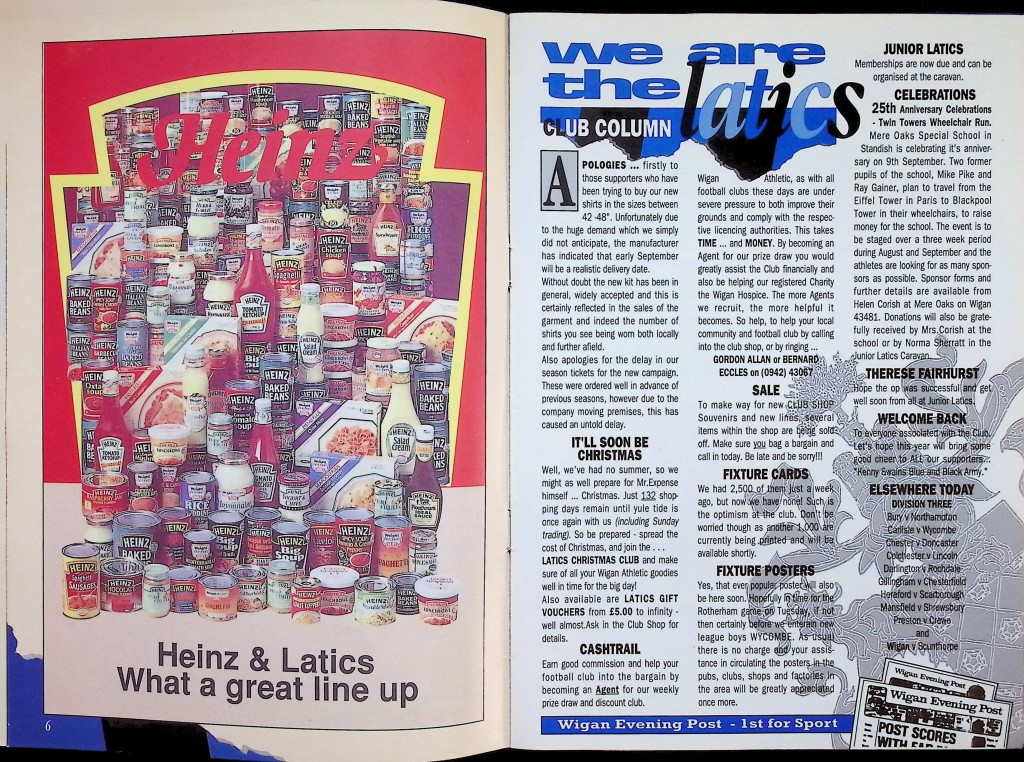 Heinz
Heinz & Latics
What a great line up
6
we are
the latics
CLUB COLUMN
APOLOGIES ... firstly to
those supporters who have
been trying to buy our new
shirts in the sizes between
42 -48". Unfortunately due
to the huge demand which we simply
did not anticipate, the manufacturer
has indicated that early September
will be a realistic delivery date.
Without doubt the new kit has been in
general, widely accepted and this is
certainly reflected in the sales of the
garment and indeed the number of
shirts you see being worn both locally
and further afield.
Also apologies for the delay in our
season tickets for the new campaign.
These were ordered well in advance of
previous seasons, however due to the
company moving premises, this has
caused an untold delay.
IT'LL SOON BE
CHRISTMAS
Well, we've had no summer, so we
might as well prepare for Mr.Expense
himself ... Christmas. Just 132 shop-
ping days remain until yule tide is
once again with us (including Sunday
trading). So be prepared - spread the
cost of Christmas, and join the . . .
LATICS CHRISTMAS CLUB and make
sure of all your Wigan Athletic goodies
well in time for the big day!
Also available are LATICS GIFT
VOUCHERS from £5.00 to infinity -
well almost.Ask in the Club Shop for
details.
CASHTRAIL
Earn good commission and help your
football club into the bargain by
becoming an Agent for our weekly
prize draw and discount club.
Wigan Athletic, as with all
football clubs these days are under
severe pressure to both improve their
grounds and comply with the respec-
tive licencing authorities. This takes
TIME ... and MONEY. By becoming an
Agent for our prize draw you would
greatly assist the Club financially and
also be helping our registered Charity
the Wigan Hospice. The more Agents
we recruit, the more helpful it
becomes. So help, to help your local
community and football club by calling
into the club shop, or by ringing ...
GORDON ALLAN or BERNARD
ECCLES on (0942) 43067
SALE
To make way for new CLUB SHOP
Souvenirs and new lines, several
items within the shop are being sold
off. Make sure you bag a bargain and
call in today. Be late and be sorry!!!
FIXTURE CARDS
We had 2,500 of them just a week
ago, but now we have none! Such is
the optimism at the club. Don't be
worried though as another 1,000 are
currently being printed and will be
available shortly.
FIXTURE POSTERS
Yes, that ever popular poster will also
be here soon. Hopefully in time for the
Rotherham game on Tuesday, if not
then certainly before we entertain new
league boys WYCOMBE. As usual
there is no charge and your assis-
tance in circulating the posters in the
pubs, clubs, shops and factories in
the area will be greatly appreciated
once more.
JUNIOR LATICS
Memberships are now due and can be
organised at the caravan.
CELEBRATIONS
25th Anniversary Celebrations
- Twin Towers Wheelchair Run.
Mere Oaks Special School in
Standish is celebrating it's anniver-
sary on 9th September. Two former
pupils of the school, Mike Pike and
Ray Gainer, plan to travel from the
Eiffel Tower in Paris to Blackpool
Tower in their wheelchairs, to raise
money for the school. The event is to
be staged over a three week period
during August and September and the
athletes are looking for as many spon-
sors as possible. Sponsor forms and
further details are available from
Helen Corish at Mere Oaks on Wigan
43481. Donations will also be grate-
fully received by Mrs.Corish at the
school or by Norma Sherratt in the
Junior Latics Caravan.
THERESE FAIRHURST
Hope the op was successful and get
well soon from all at Junior Latics.
WELCOME BACK
To everyone associated with the Club.
Let's hope this year will bring some
good cheer to ALL our supporters...
"Kenny Swains Blue and Black Army."
ELSEWHERE TODAY
DIVISION THREE
Bury v Northampton
Carlisle v Wycombe
Chester v Doncaster
Colchester v Lincoln
Darlington v Rochdale
Gillingham v Chesterfield
Hereford v Scarborough
Mansfield v Shrewsbury
Preston v Crewe
and
Wigan v Scunthorpe
Wigan Evening Post
Wigan Evening Post
POST SCORES
Wigan Evening Post - 1st for Sport